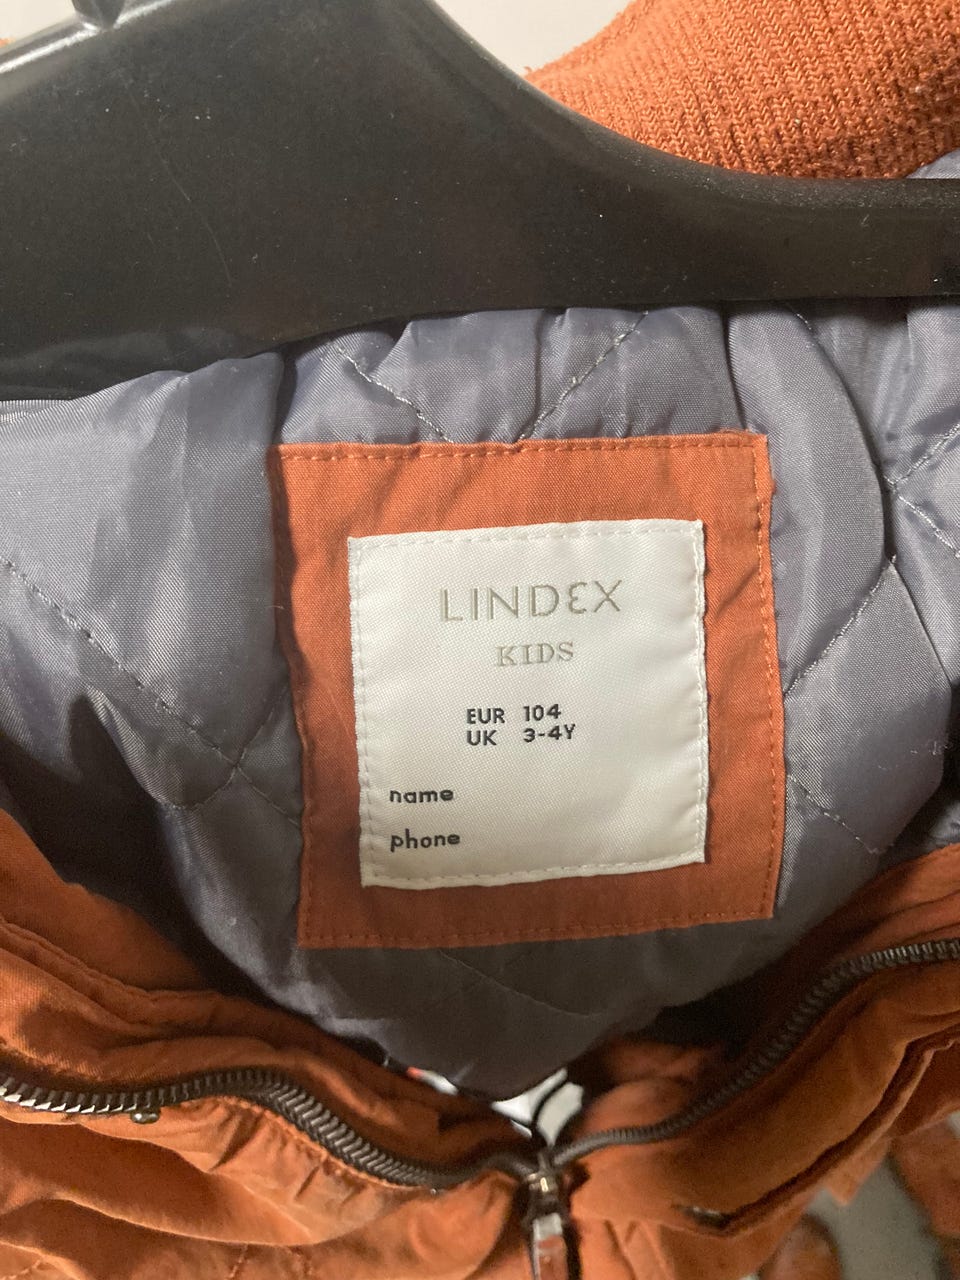 LINDEX
KIDS
EUR 104
UK 3-4Y
name
phone